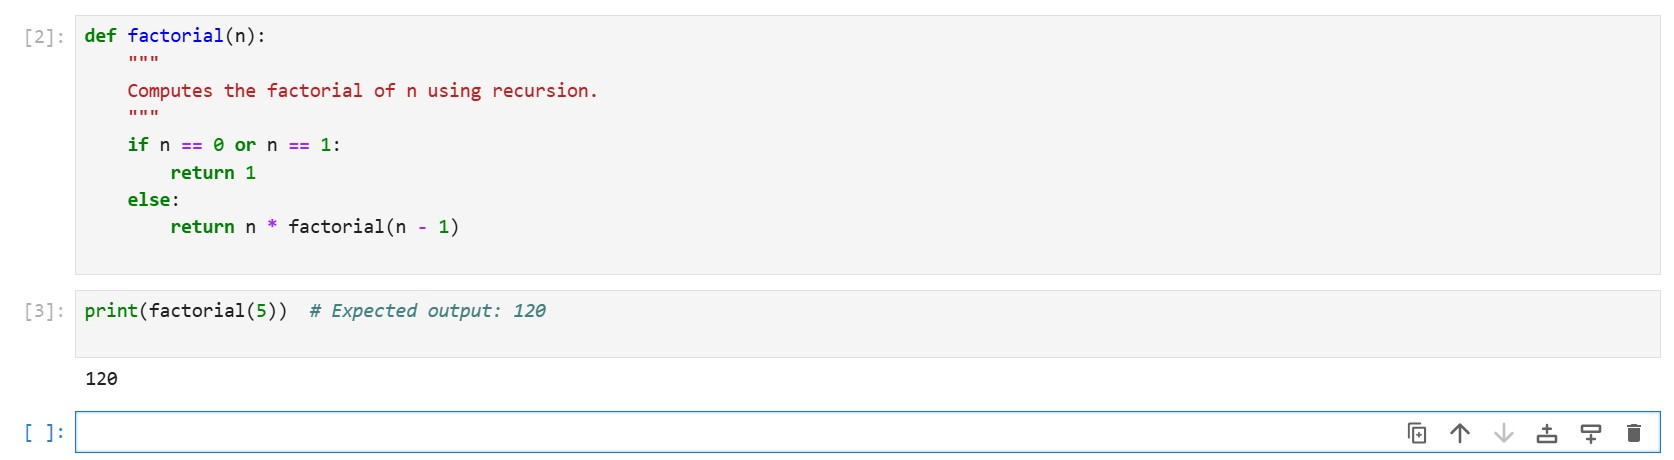 [2]: def factorial(n):
    """
    Computes the factorial of n using recursion.
    """
    if n == 0 or n == 1:
        return 1
    else:
        return n * factorial(n - 1)
[3]: print(factorial(5))  # Expected output: 120
120
[ ]: